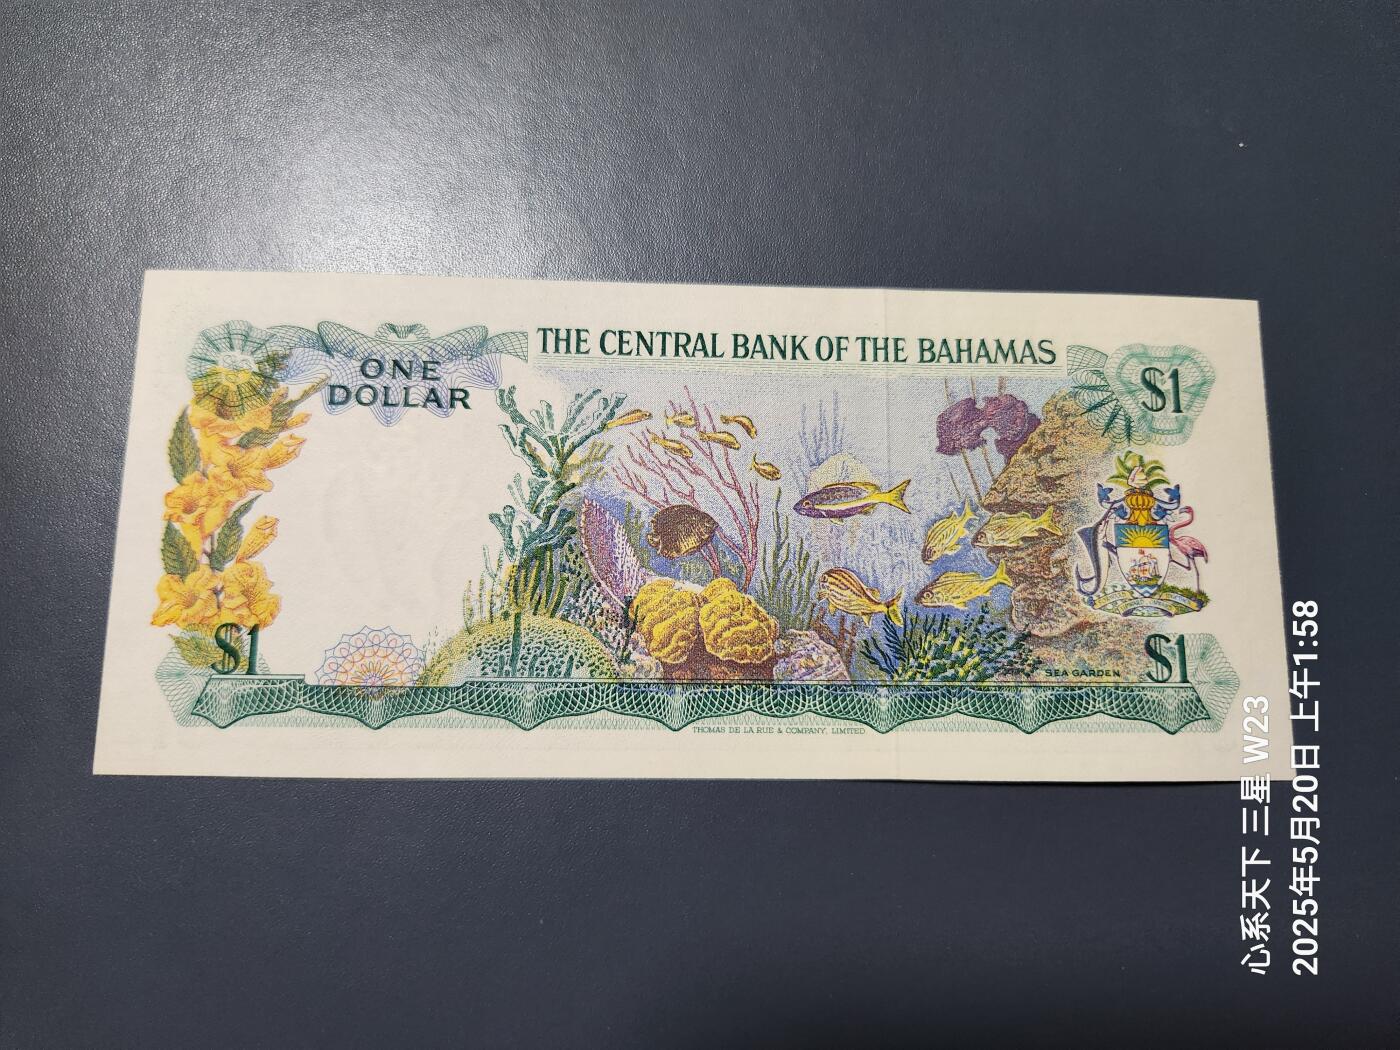 THE CENTRAL BANK OF THE BAHAMAS
ONE
DOLLAR
$1
$1
SEA GARDEN
$1
THOMAS DE LA RUE & COMPANY, LIMITED
心系天下 三星 W23
2025年5月20日 上午1:58